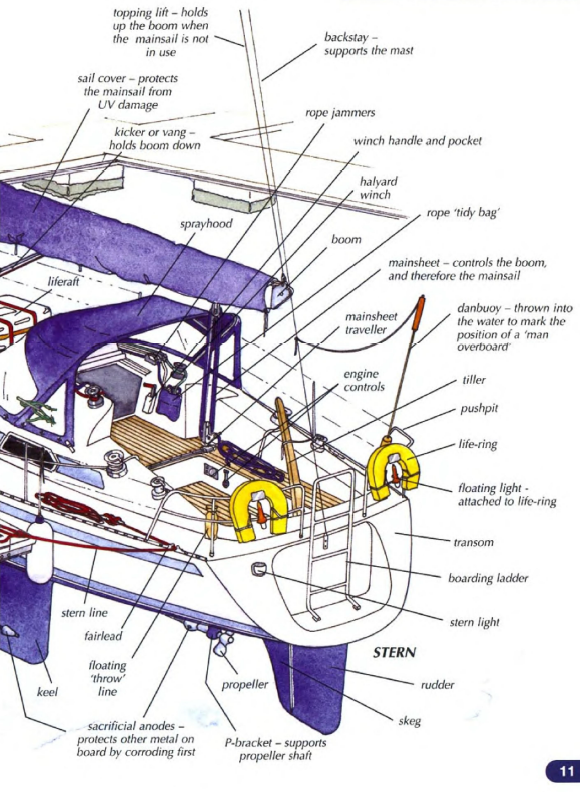 topping lift – holds
up the boom when
the mainsail is not
in use
backstay –
supports the mast
sail cover – protects
the mainsail from
UV damage
rope jammers
kicker or vang –
holds boom down
winch handle and pocket
halyard
winch
rope 'tidy bag'
sprayhood
boom
mainsheet – controls the boom,
and therefore the mainsail
liferaft
mainsheet
traveller
danbuoy – thrown into
the water to mark the
position of a 'man
overboard'
engine
controls
tiller
pushpit
life-ring
floating light -
attached to life-ring
transom
boarding ladder
stern line
stern light
fairlead
STERN
floating
'throw'
line
keel
propeller
rudder
skeg
sacrificial anodes –
protects other metal on
board by corroding first
P-bracket – supports
propeller shaft
11